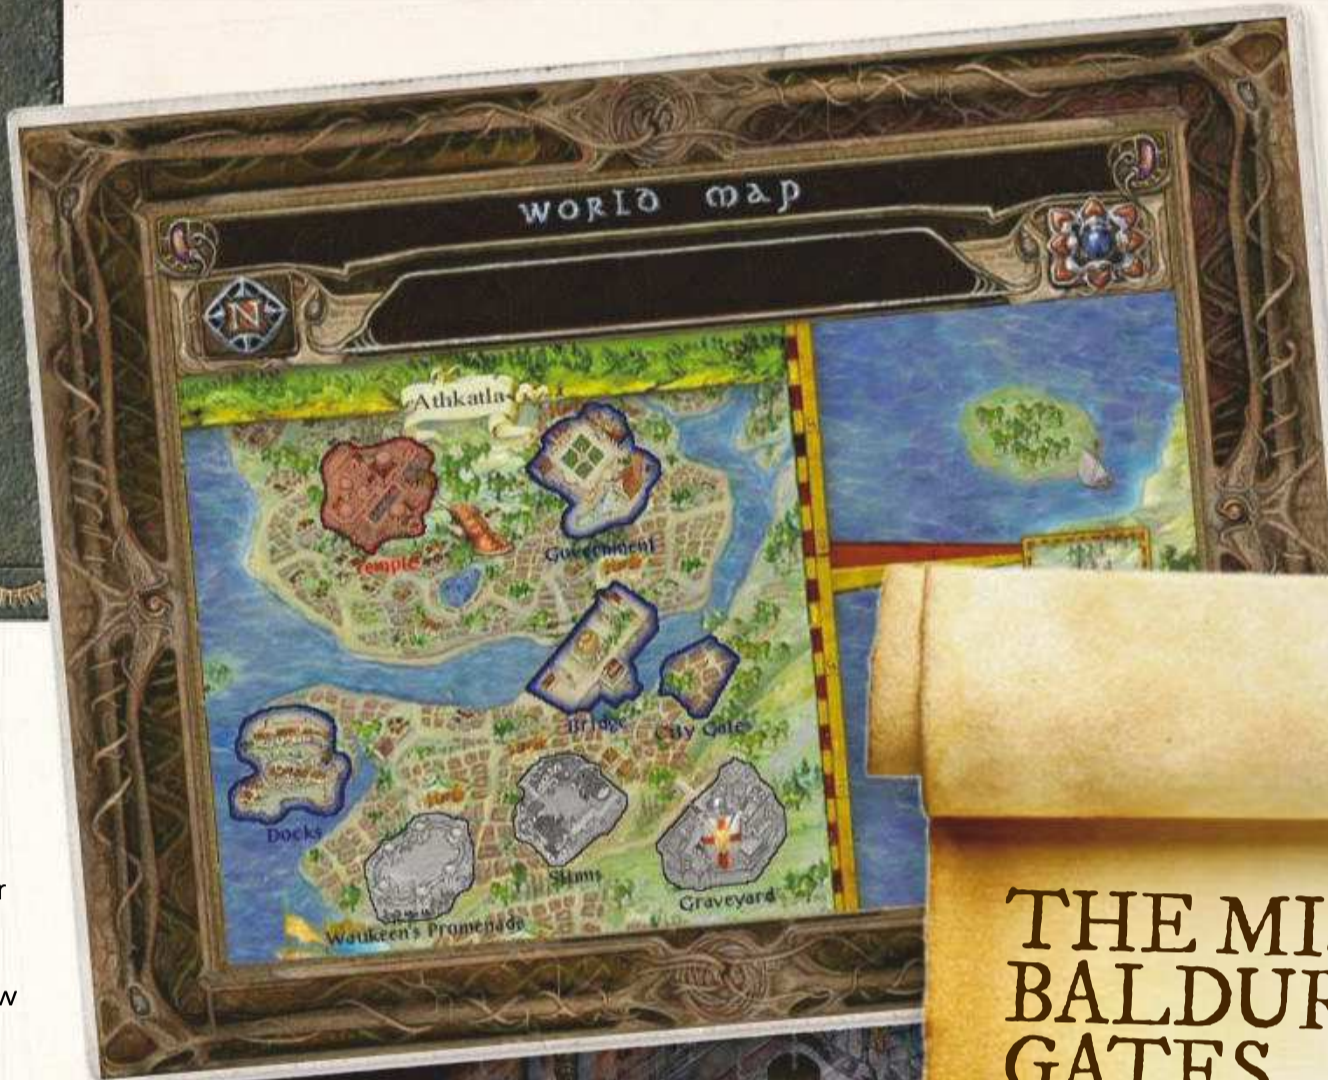 WORLD MAP
N
Athkatla
Temple
Government
Bridge
City Gate
Docks
Slums
Graveyard
Waukeen's Promenade
r
w
THE MI
BALDUR
GATES